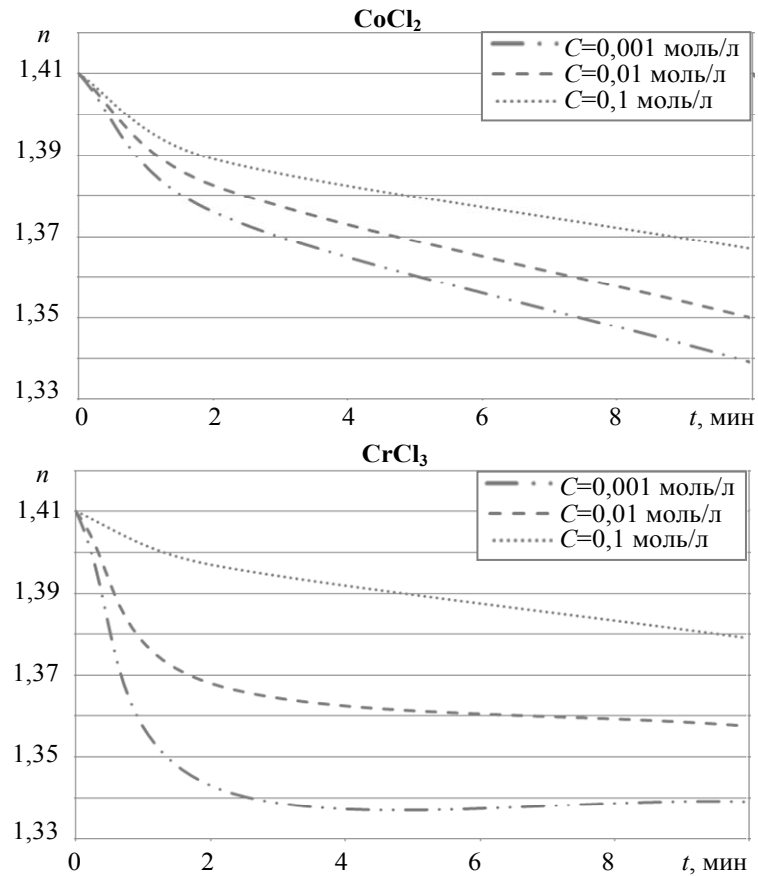 CoCl₂
n
C=0,001 моль/л
C=0,01 моль/л
C=0,1 моль/л
1,41
1,39
1,37
1,35
1,33
0 2 4 6 8 t, мин
CrCl₃
n
C=0,001 моль/л
C=0,01 моль/л
C=0,1 моль/л
1,41
1,39
1,37
1,35
1,33
0 2 4 6 8 t, мин